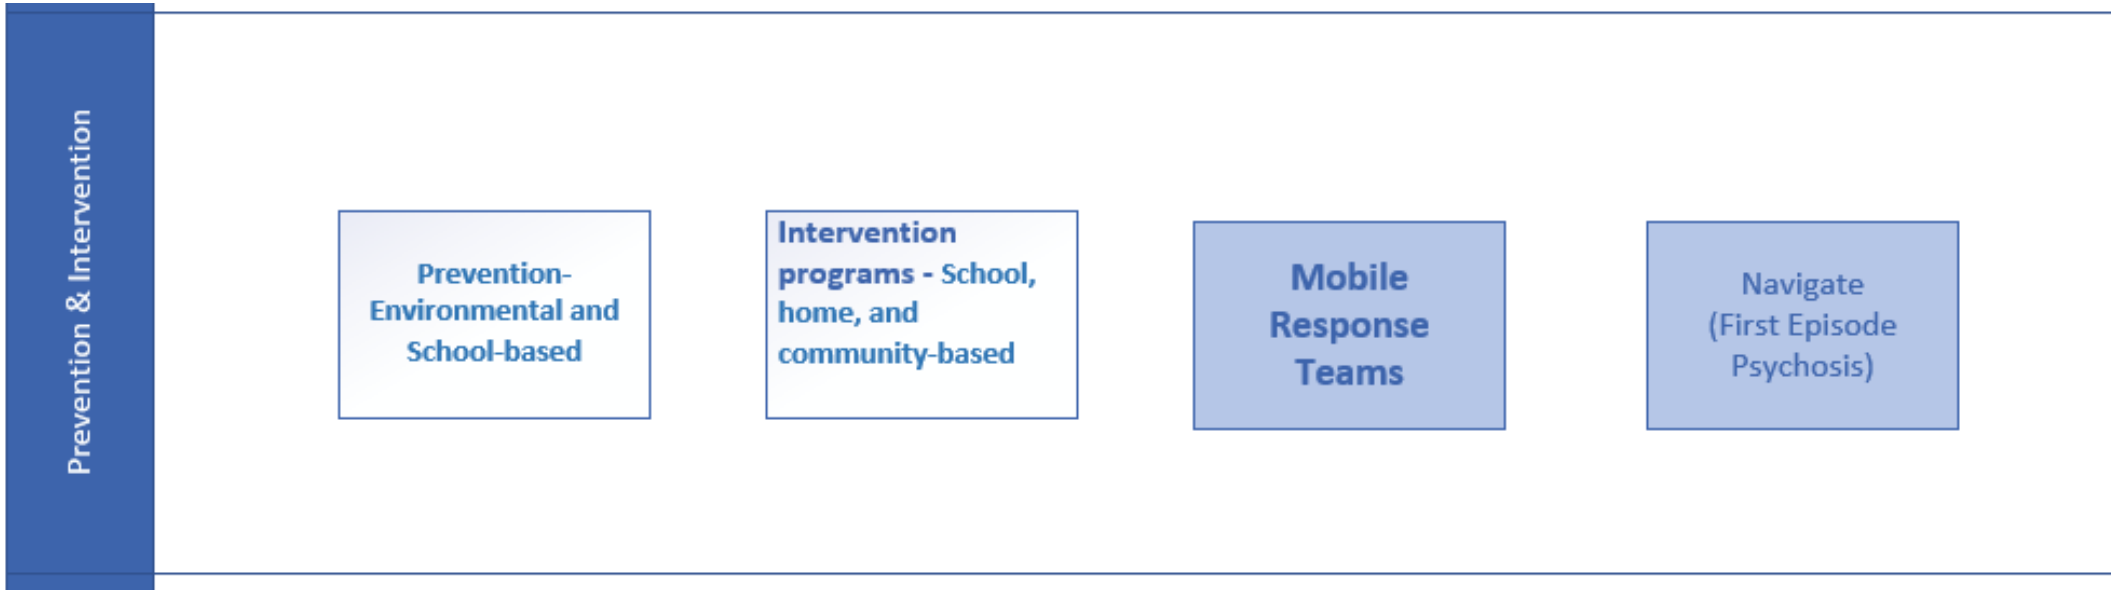 Prevention & Intervention
Prevention-
Environmental and
School-based
Intervention
programs - School,
home, and
community-based
Mobile
Response
Teams
Navigate
(First Episode
Psychosis)